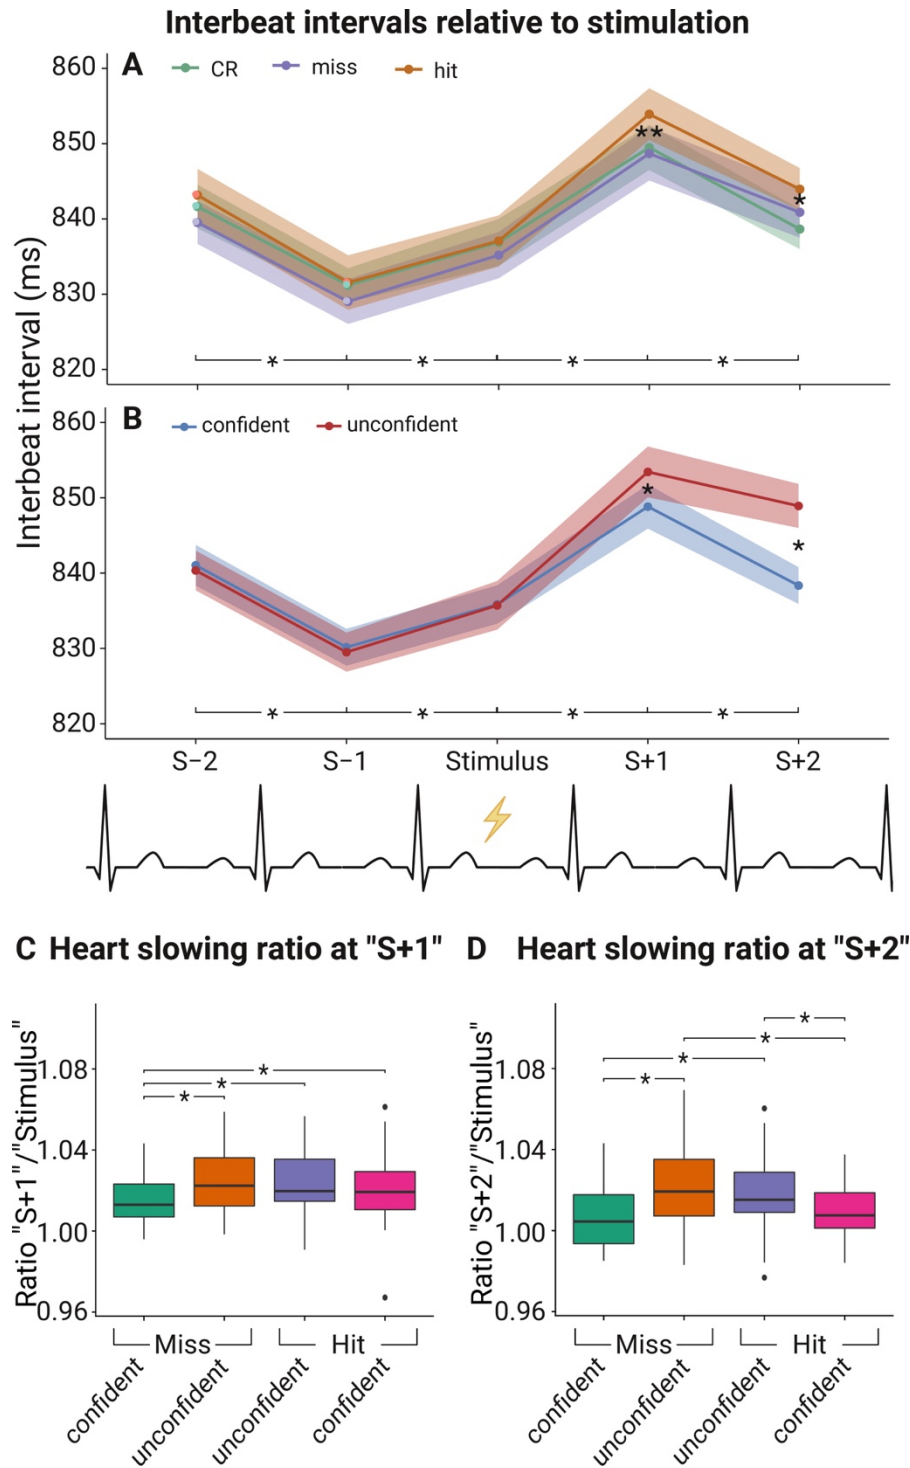 Interbeat intervals relative to stimulation
A CR miss hit
860
850
840
830
820
**
*
* * * *
Interbeat interval (ms)
B confident unconfident
860
850
840
830
820
*
*
* * * *
S−2 S−1 Stimulus S+1 S+2
C Heart slowing ratio at "S+1"
Ratio "S+1"/"Stimulus"
1.08
1.04
1.00
0.96
*
*
*
Miss Hit
confident unconfident unconfident confident
D Heart slowing ratio at "S+2"
Ratio "S+2"/"Stimulus"
1.08
1.04
1.00
0.96
*
*
*
*
Miss Hit
confident unconfident unconfident confident